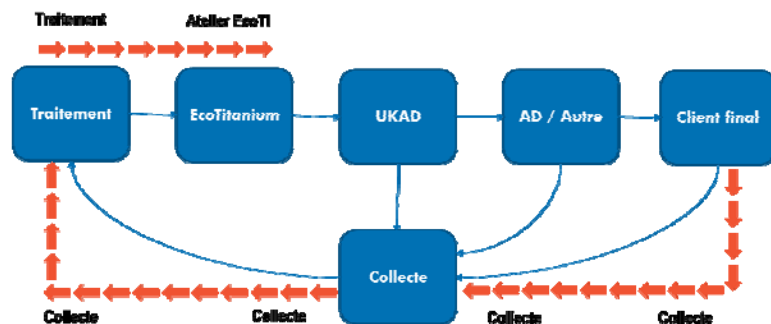 Traitement Atelier EcoTi
Traitement EcoTitanium UKAD AD / Autre Client final
Collecte
Collecte Collecte Collecte Collecte